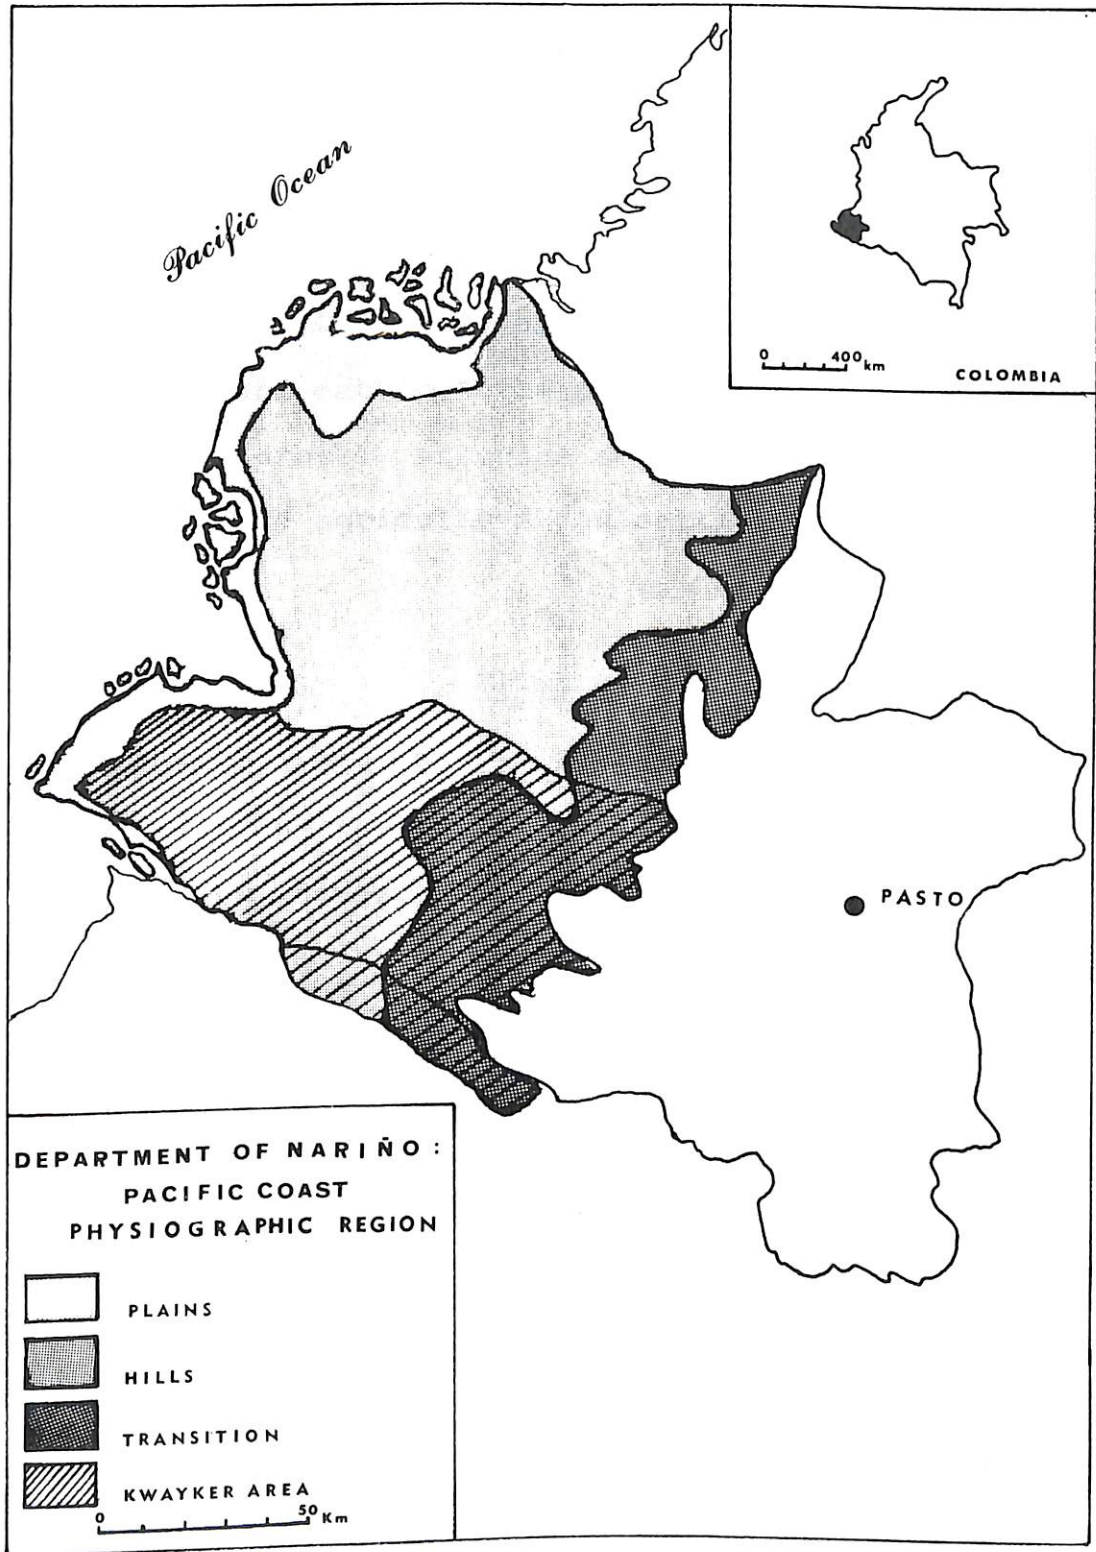 Pacific Ocean
0 400 km
COLOMBIA
PASTO
DEPARTMENT OF NARIÑO :
PACIFIC COAST
PHYSIOGRAPHIC REGION
PLAINS
HILLS
TRANSITION
KWAYKER AREA
0 50 Km